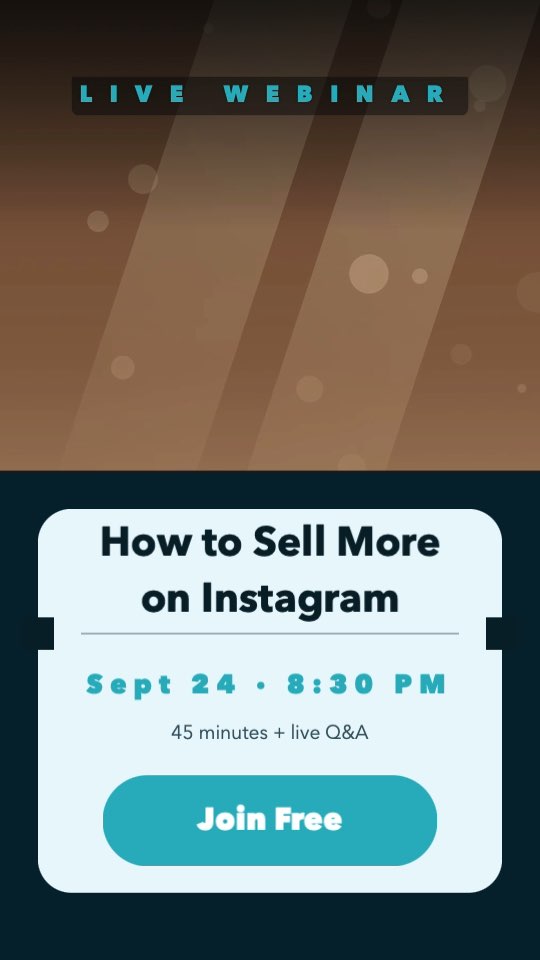 LIVE WEBINAR
How to Sell More
on Instagram
Sept 24 · 8:30 PM
45 minutes + live Q&A
Join Free